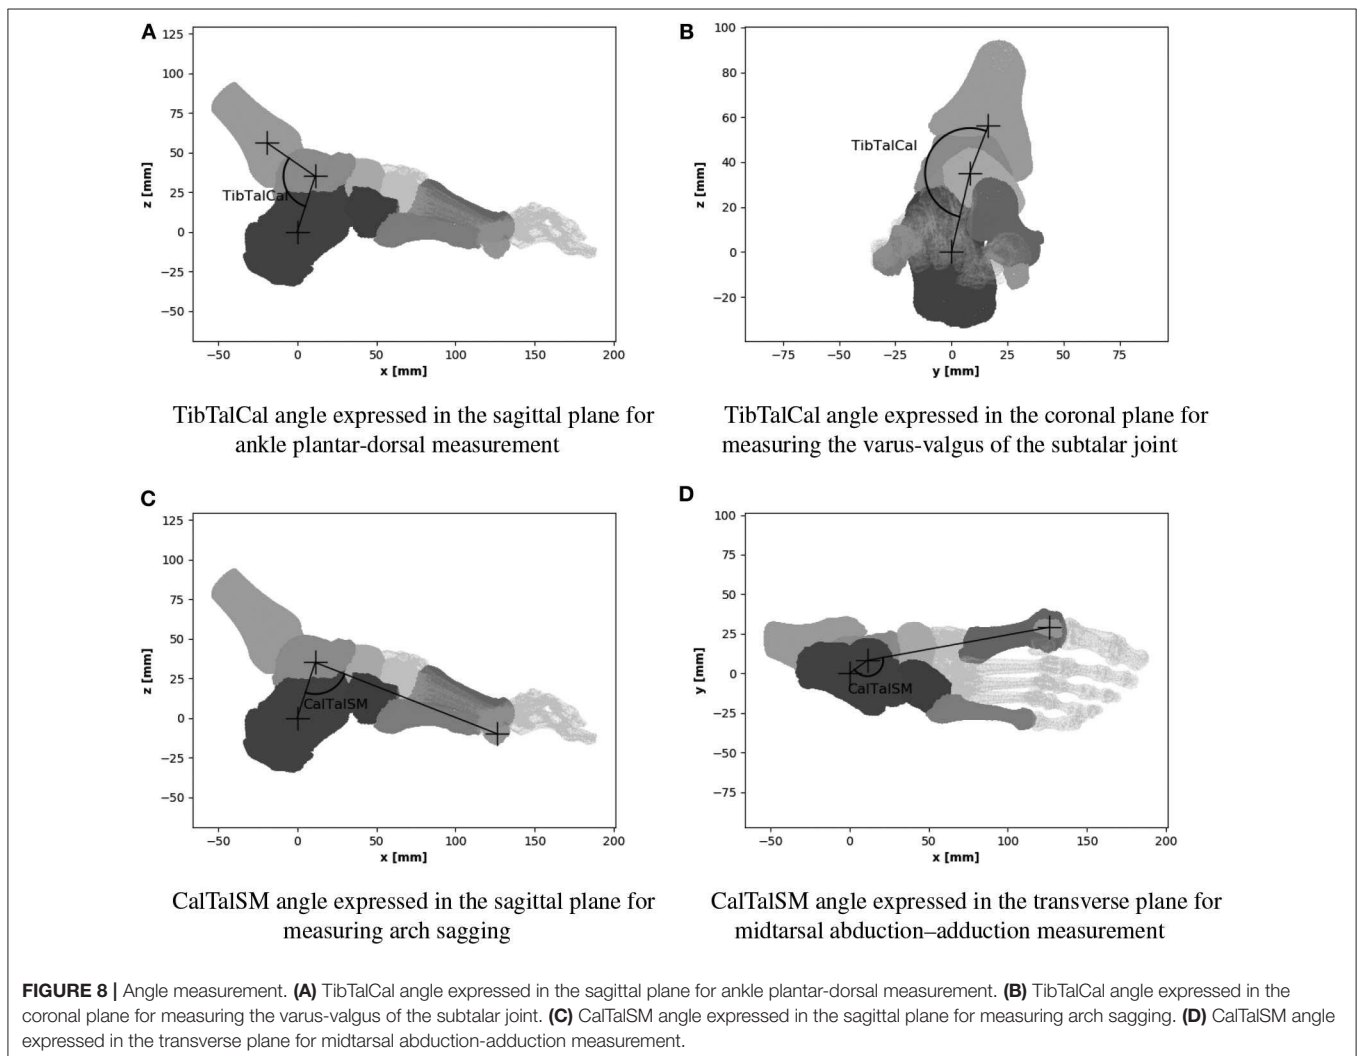 A
125
100
75
50
25
0
−25
−50
z [mm]
TibTalCal
−50 0 50 100 150 200
x [mm]
TibTalCal angle expressed in the sagittal plane for
ankle plantar-dorsal measurement
B
100
80
60
40
20
0
−20
z [mm]
TibTalCal
−75 −50 −25 0 25 50 75
y [mm]
TibTalCal angle expressed in the coronal plane for
measuring the varus-valgus of the subtalar joint
C
125
100
75
50
25
0
−25
−50
z [mm]
CalTalSM
−50 0 50 100 150 200
x [mm]
CalTalSM angle expressed in the sagittal plane for
measuring arch sagging
D
100
75
50
25
0
−25
−50
−75
y [mm]
CalTalSM
−50 0 50 100 150 200
x [mm]
CalTalSM angle expressed in the transverse plane for
midtarsal abduction–adduction measurement
FIGURE 8 | Angle measurement. (A) TibTalCal angle expressed in the sagittal plane for ankle plantar-dorsal measurement. (B) TibTalCal angle expressed in the
coronal plane for measuring the varus-valgus of the subtalar joint. (C) CalTalSM angle expressed in the sagittal plane for measuring arch sagging. (D) CalTalSM angle
expressed in the transverse plane for midtarsal abduction-adduction measurement.